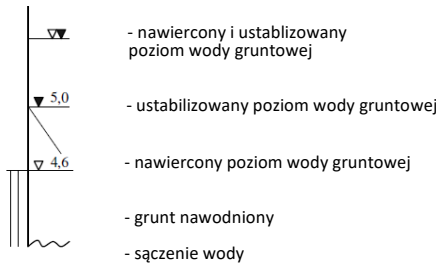 - nawiercony i ustablizowany
poziom wody gruntowej
5,0
- ustabilizowany poziom wody gruntowej
4,6
- nawiercony poziom wody gruntowej
- grunt nawodniony
- sączenie wody